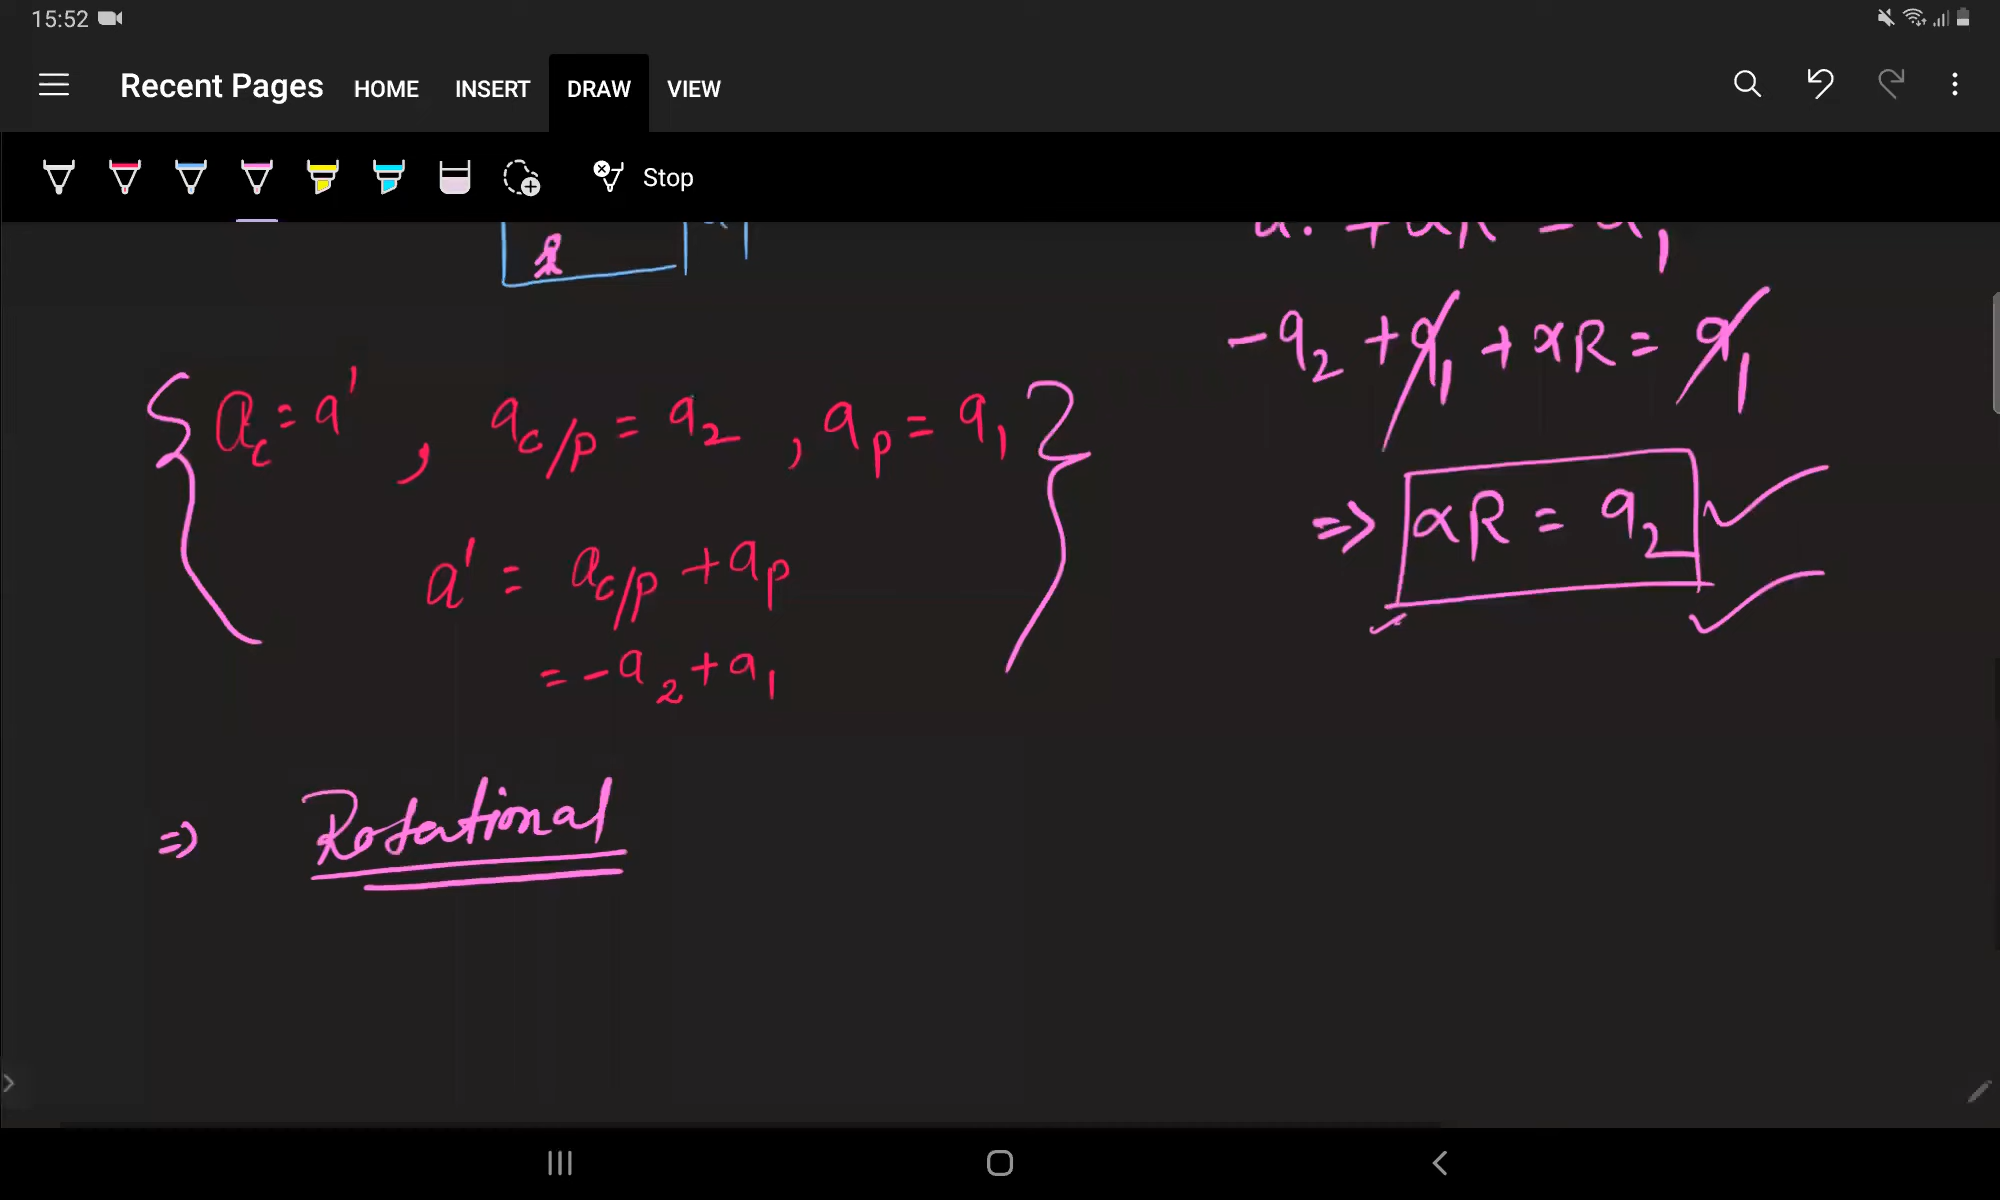 15:52
Recent Pages HOME INSERT DRAW VIEW
Stop
-a₂ + a₁ + αR = a₁
a_c = a' , a_c/p = a₂ , a_p = a₁
⇒ αR = a₂
a' = a_c/p + a_p
= -a₂ + a₁
⇒ Rotational